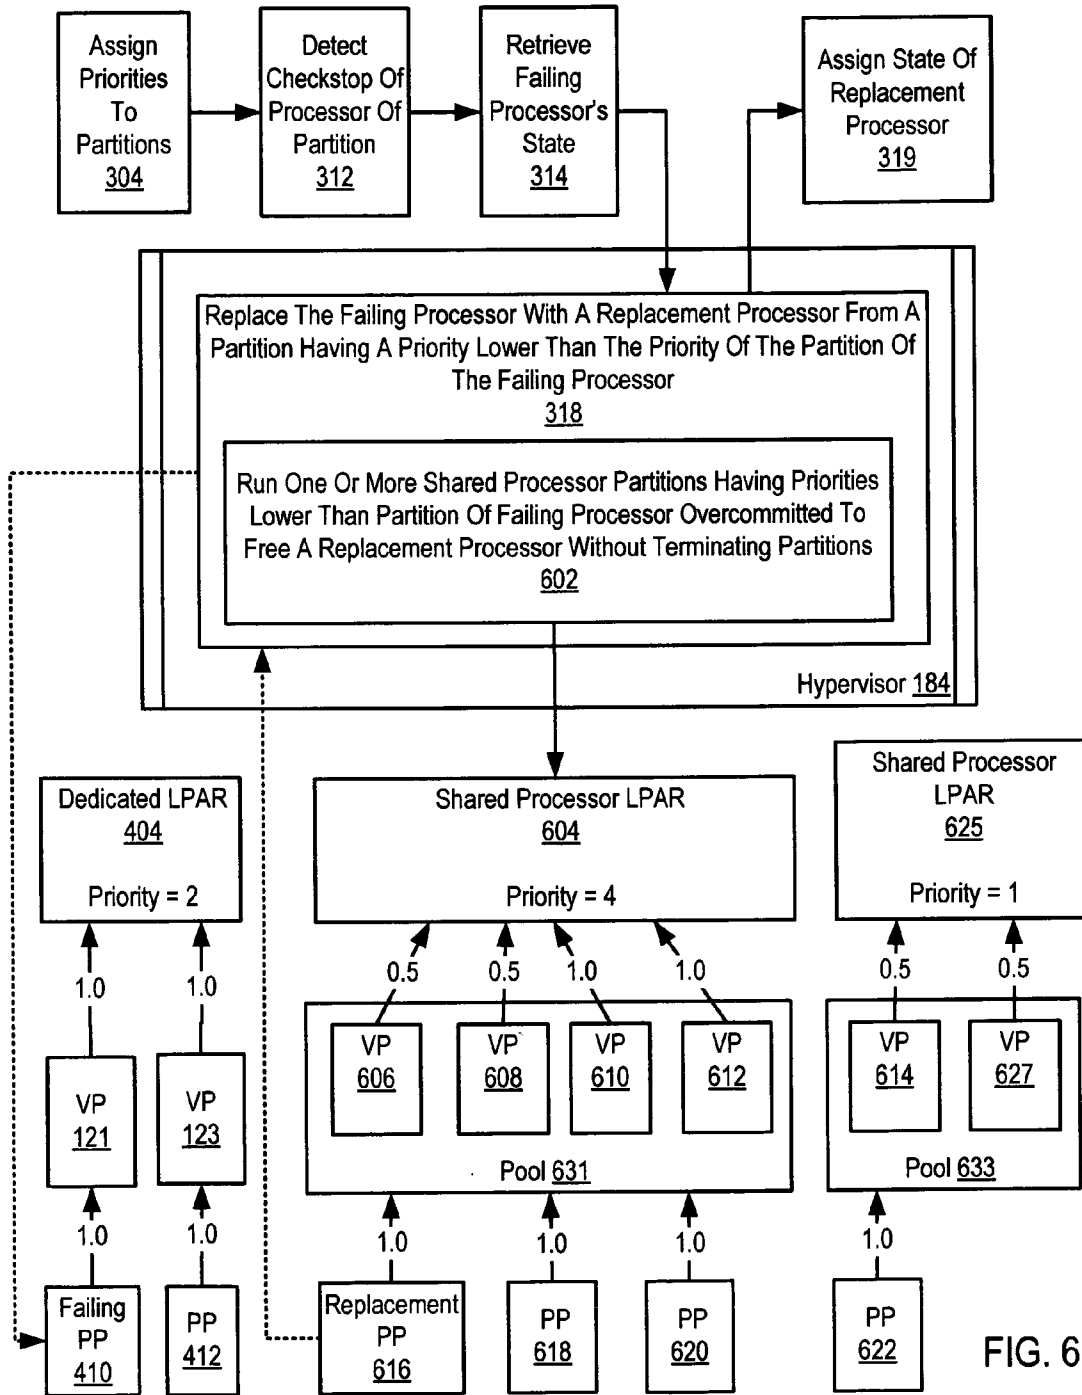 Assign
Priorities
To
Partitions
304
Detect
Checkstop Of
Processor Of
Partition
312
Retrieve
Failing
Processor's
State
314
Assign State Of
Replacement
Processor
319
Replace The Failing Processor With A Replacement Processor From A
Partition Having A Priority Lower Than The Priority Of The Partition Of
The Failing Processor
318
Run One Or More Shared Processor Partitions Having Priorities
Lower Than Partition Of Failing Processor Overcommitted To
Free A Replacement Processor Without Terminating Partitions
602
Hypervisor 184
Dedicated LPAR
404
Priority = 2
Shared Processor LPAR
604
Priority = 4
Shared Processor
LPAR
625
Priority = 1
1.0
1.0
0.5
0.5
1.0
1.0
0.5
0.5
VP
121
VP
123
VP
606
VP
608
VP
610
VP
612
Pool 631
VP
614
VP
627
Pool 633
1.0
1.0
1.0
1.0
1.0
1.0
Failing
PP
410
PP
412
Replacement
PP
616
PP
618
PP
620
PP
622
FIG. 6